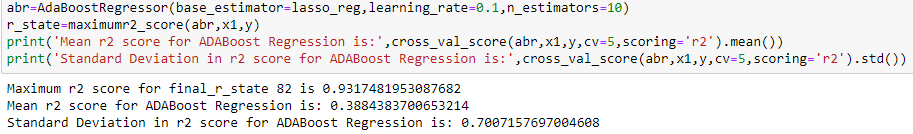 abr=AdaBoostRegressor(base_estimator=lasso_reg,learning_rate=0.1,n_estimators=10)
r_state=maximumr2_score(abr,x1,y)
print('Mean r2 score for ADABoost Regression is:',cross_val_score(abr,x1,y,cv=5,scoring='r2').mean())
print('Standard Deviation in r2 score for ADABoost Regression is:',cross_val_score(abr,x1,y,cv=5,scoring='r2').std())
Maximum r2 score for final_r_state 82 is 0.9317481953087682
Mean r2 score for ADABoost Regression is: 0.3884383700653214
Standard Deviation in r2 score for ADABoost Regression is: 0.7007157697004608